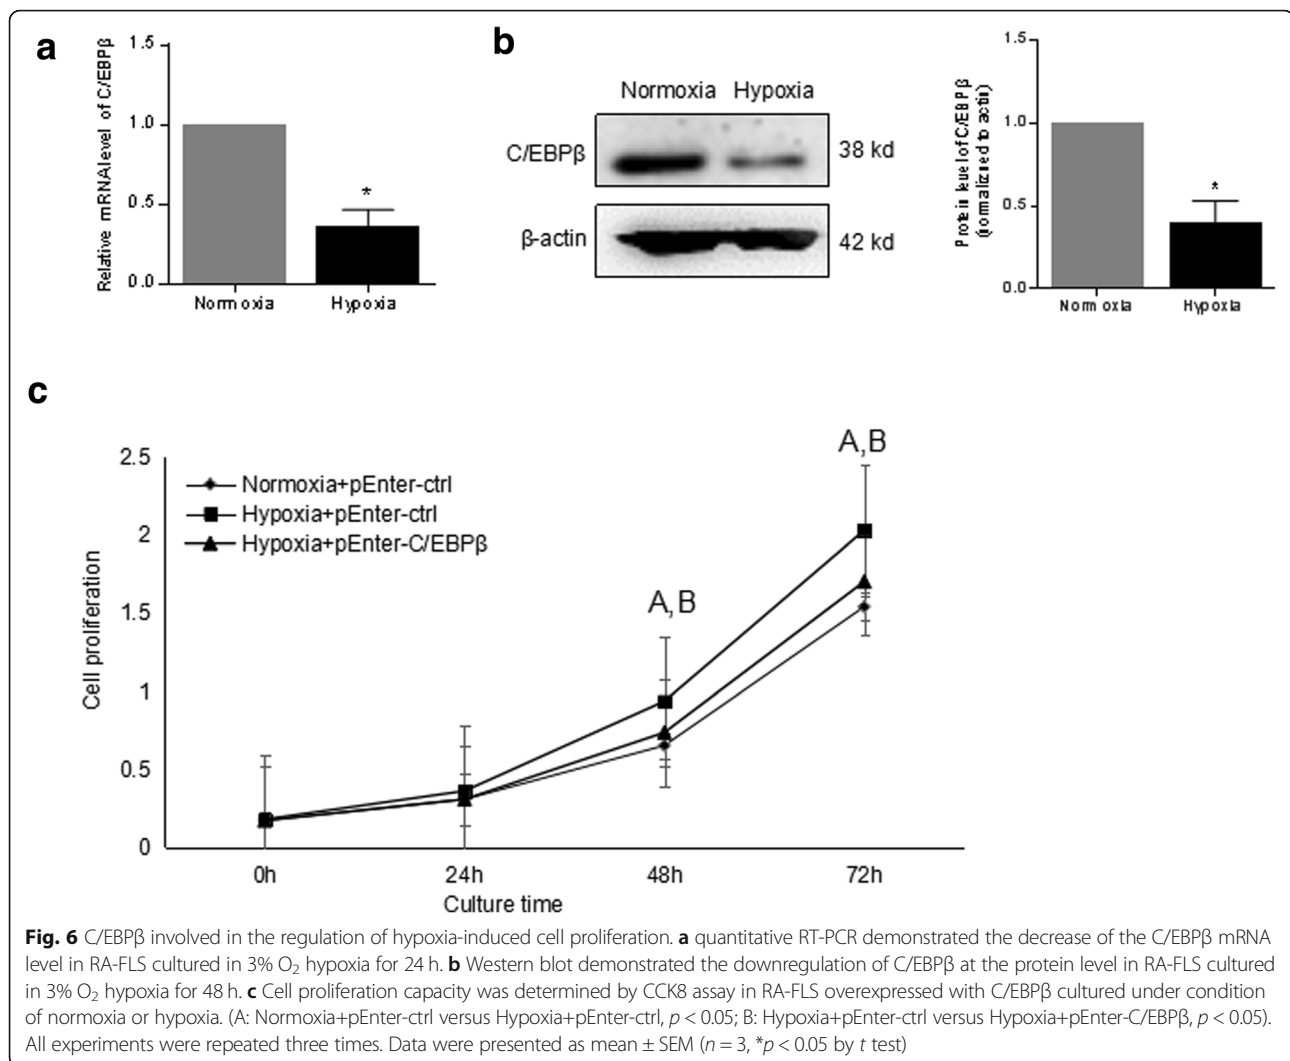 a
Relative mRNA level of C/EBPβ
1.5
1.0
0.5
0.0
*
Normoxia
Hypoxia
b
Normoxia Hypoxia
C/EBPβ
38 kd
β-actin
42 kd
Protein level of C/EBPβ
(normalized to actin)
1.5
1.0
0.5
0.0
*
Normoxia
Hypoxia
c
Cell proliferation
2.5
2
1.5
1
0.5
0
Normoxia+pEnter-ctrl
Hypoxia+pEnter-ctrl
Hypoxia+pEnter-C/EBPβ
A,B
A,B
0h 24h 48h 72h
Culture time
Fig. 6 C/EBPβ involved in the regulation of hypoxia-induced cell proliferation. a quantitative RT-PCR demonstrated the decrease of the C/EBPβ mRNA
level in RA-FLS cultured in 3% O₂ hypoxia for 24 h. b Western blot demonstrated the downregulation of C/EBPβ at the protein level in RA-FLS cultured
in 3% O₂ hypoxia for 48 h. c Cell proliferation capacity was determined by CCK8 assay in RA-FLS overexpressed with C/EBPβ cultured under condition
of normoxia or hypoxia. (A: Normoxia+pEnter-ctrl versus Hypoxia+pEnter-ctrl, p < 0.05; B: Hypoxia+pEnter-ctrl versus Hypoxia+pEnter-C/EBPβ, p < 0.05).
All experiments were repeated three times. Data were presented as mean ± SEM (n = 3, *p < 0.05 by t test)